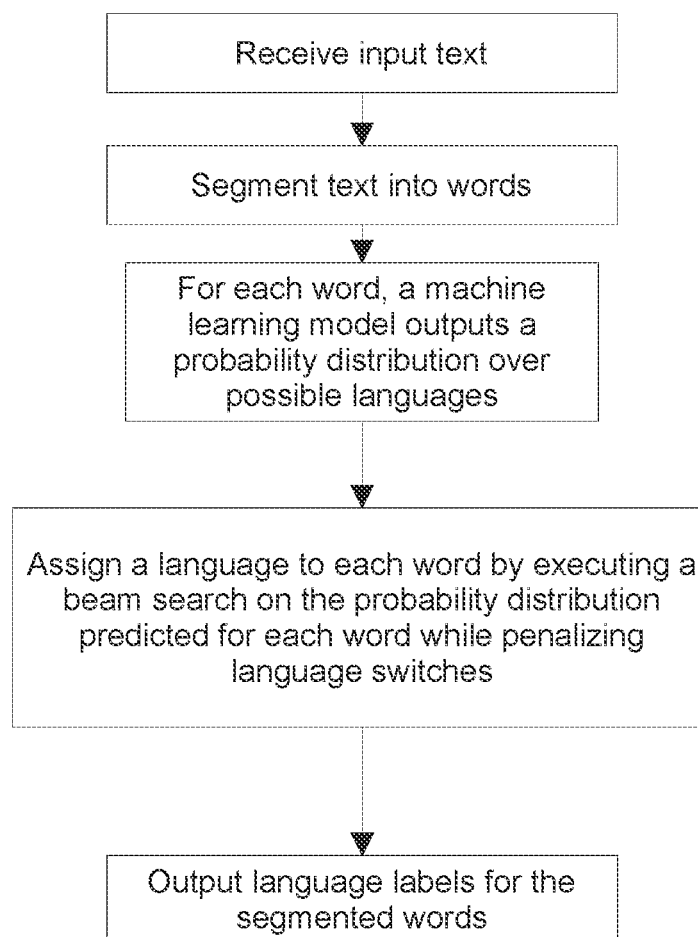 Receive input text
Segment text into words
For each word, a machine
learning model outputs a
probability distribution over
possible languages
Assign a language to each word by executing a
beam search on the probability distribution
predicted for each word while penalizing
language switches
Output language labels for the
segmented words